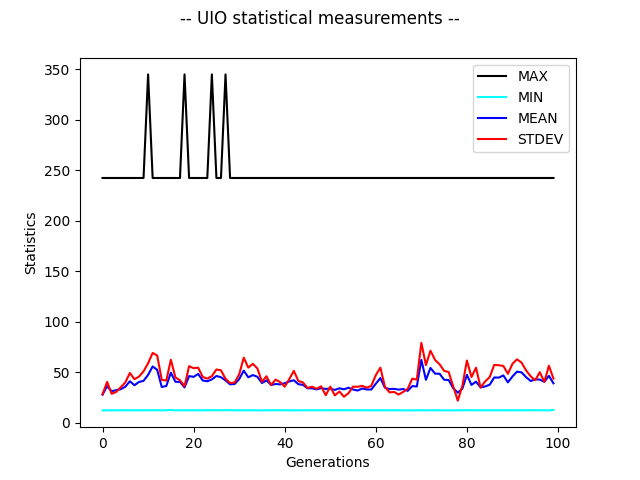 -- UIO statistical measurements --
350
300
250
200
150
100
50
0
Statistics
MAX
MIN
MEAN
STDEV
0 20 40 60 80 100
Generations